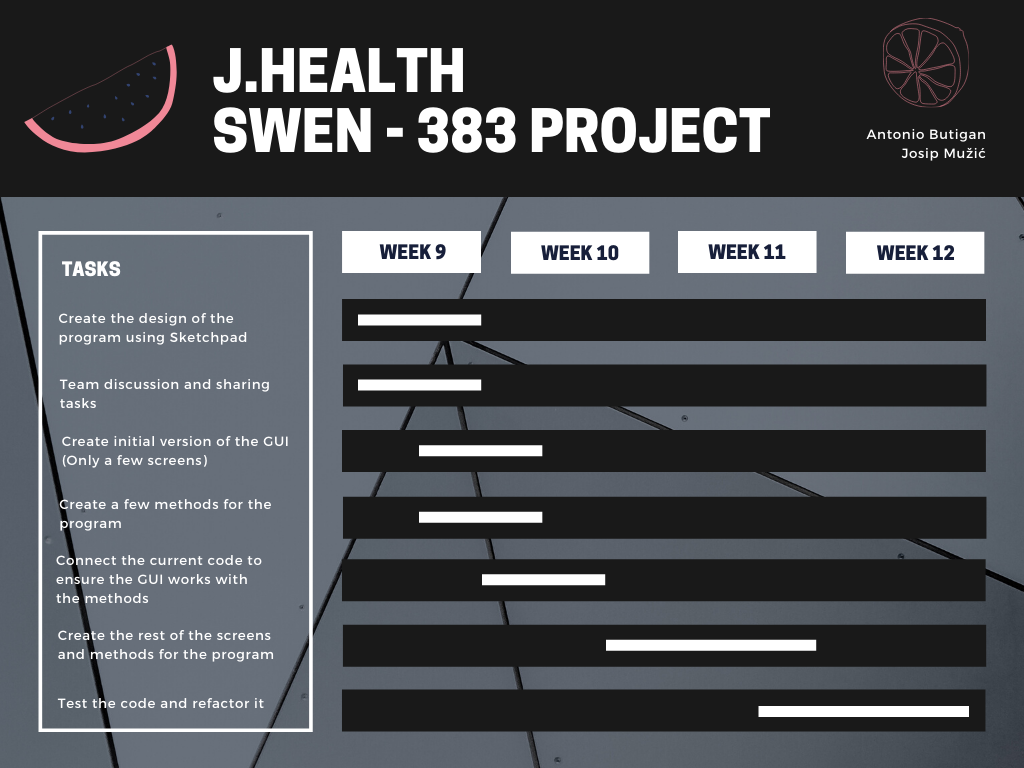 J.HEALTH
SWEN - 383 PROJECT
Antonio Butigan
Josip Mužić
TASKS
WEEK 9
WEEK 10
WEEK 11
WEEK 12
Create the design of the
program using Sketchpad
Team discussion and sharing
tasks
Create initial version of the GUI
(Only a few screens)
Create a few methods for the
program
Connect the current code to
ensure the GUI works with
the methods
Create the rest of the screens
and methods for the program
Test the code and refactor it